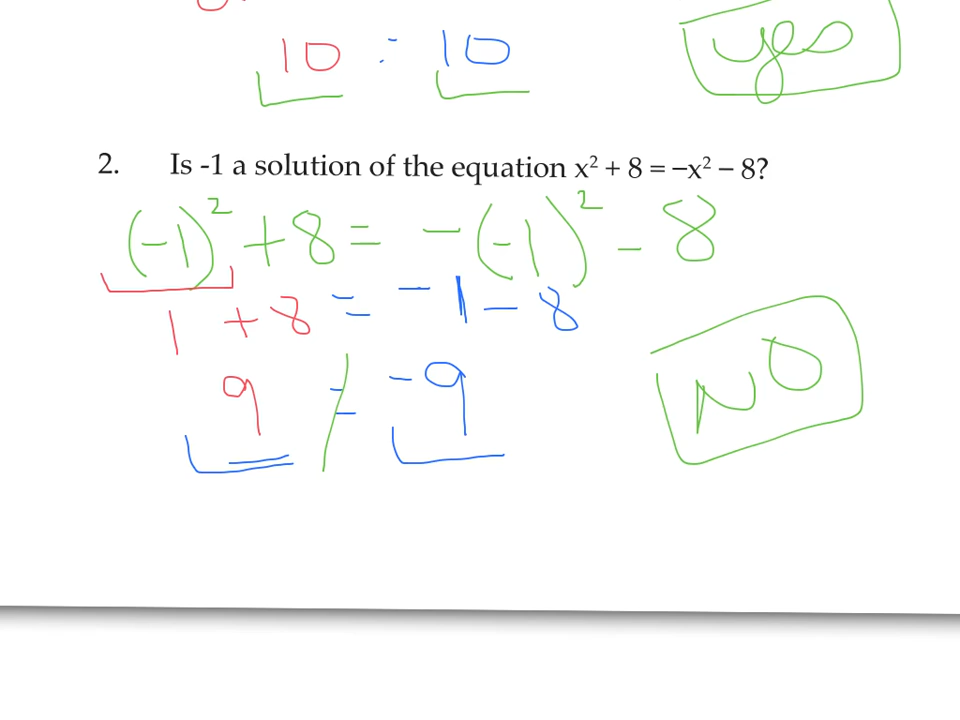 10 = 10
yes
2. Is -1 a solution of the equation x² + 8 = −x² − 8?
(-1)² + 8 = -(-1)² - 8
1 + 8 = -1 - 8
9 ≠ -9
NO